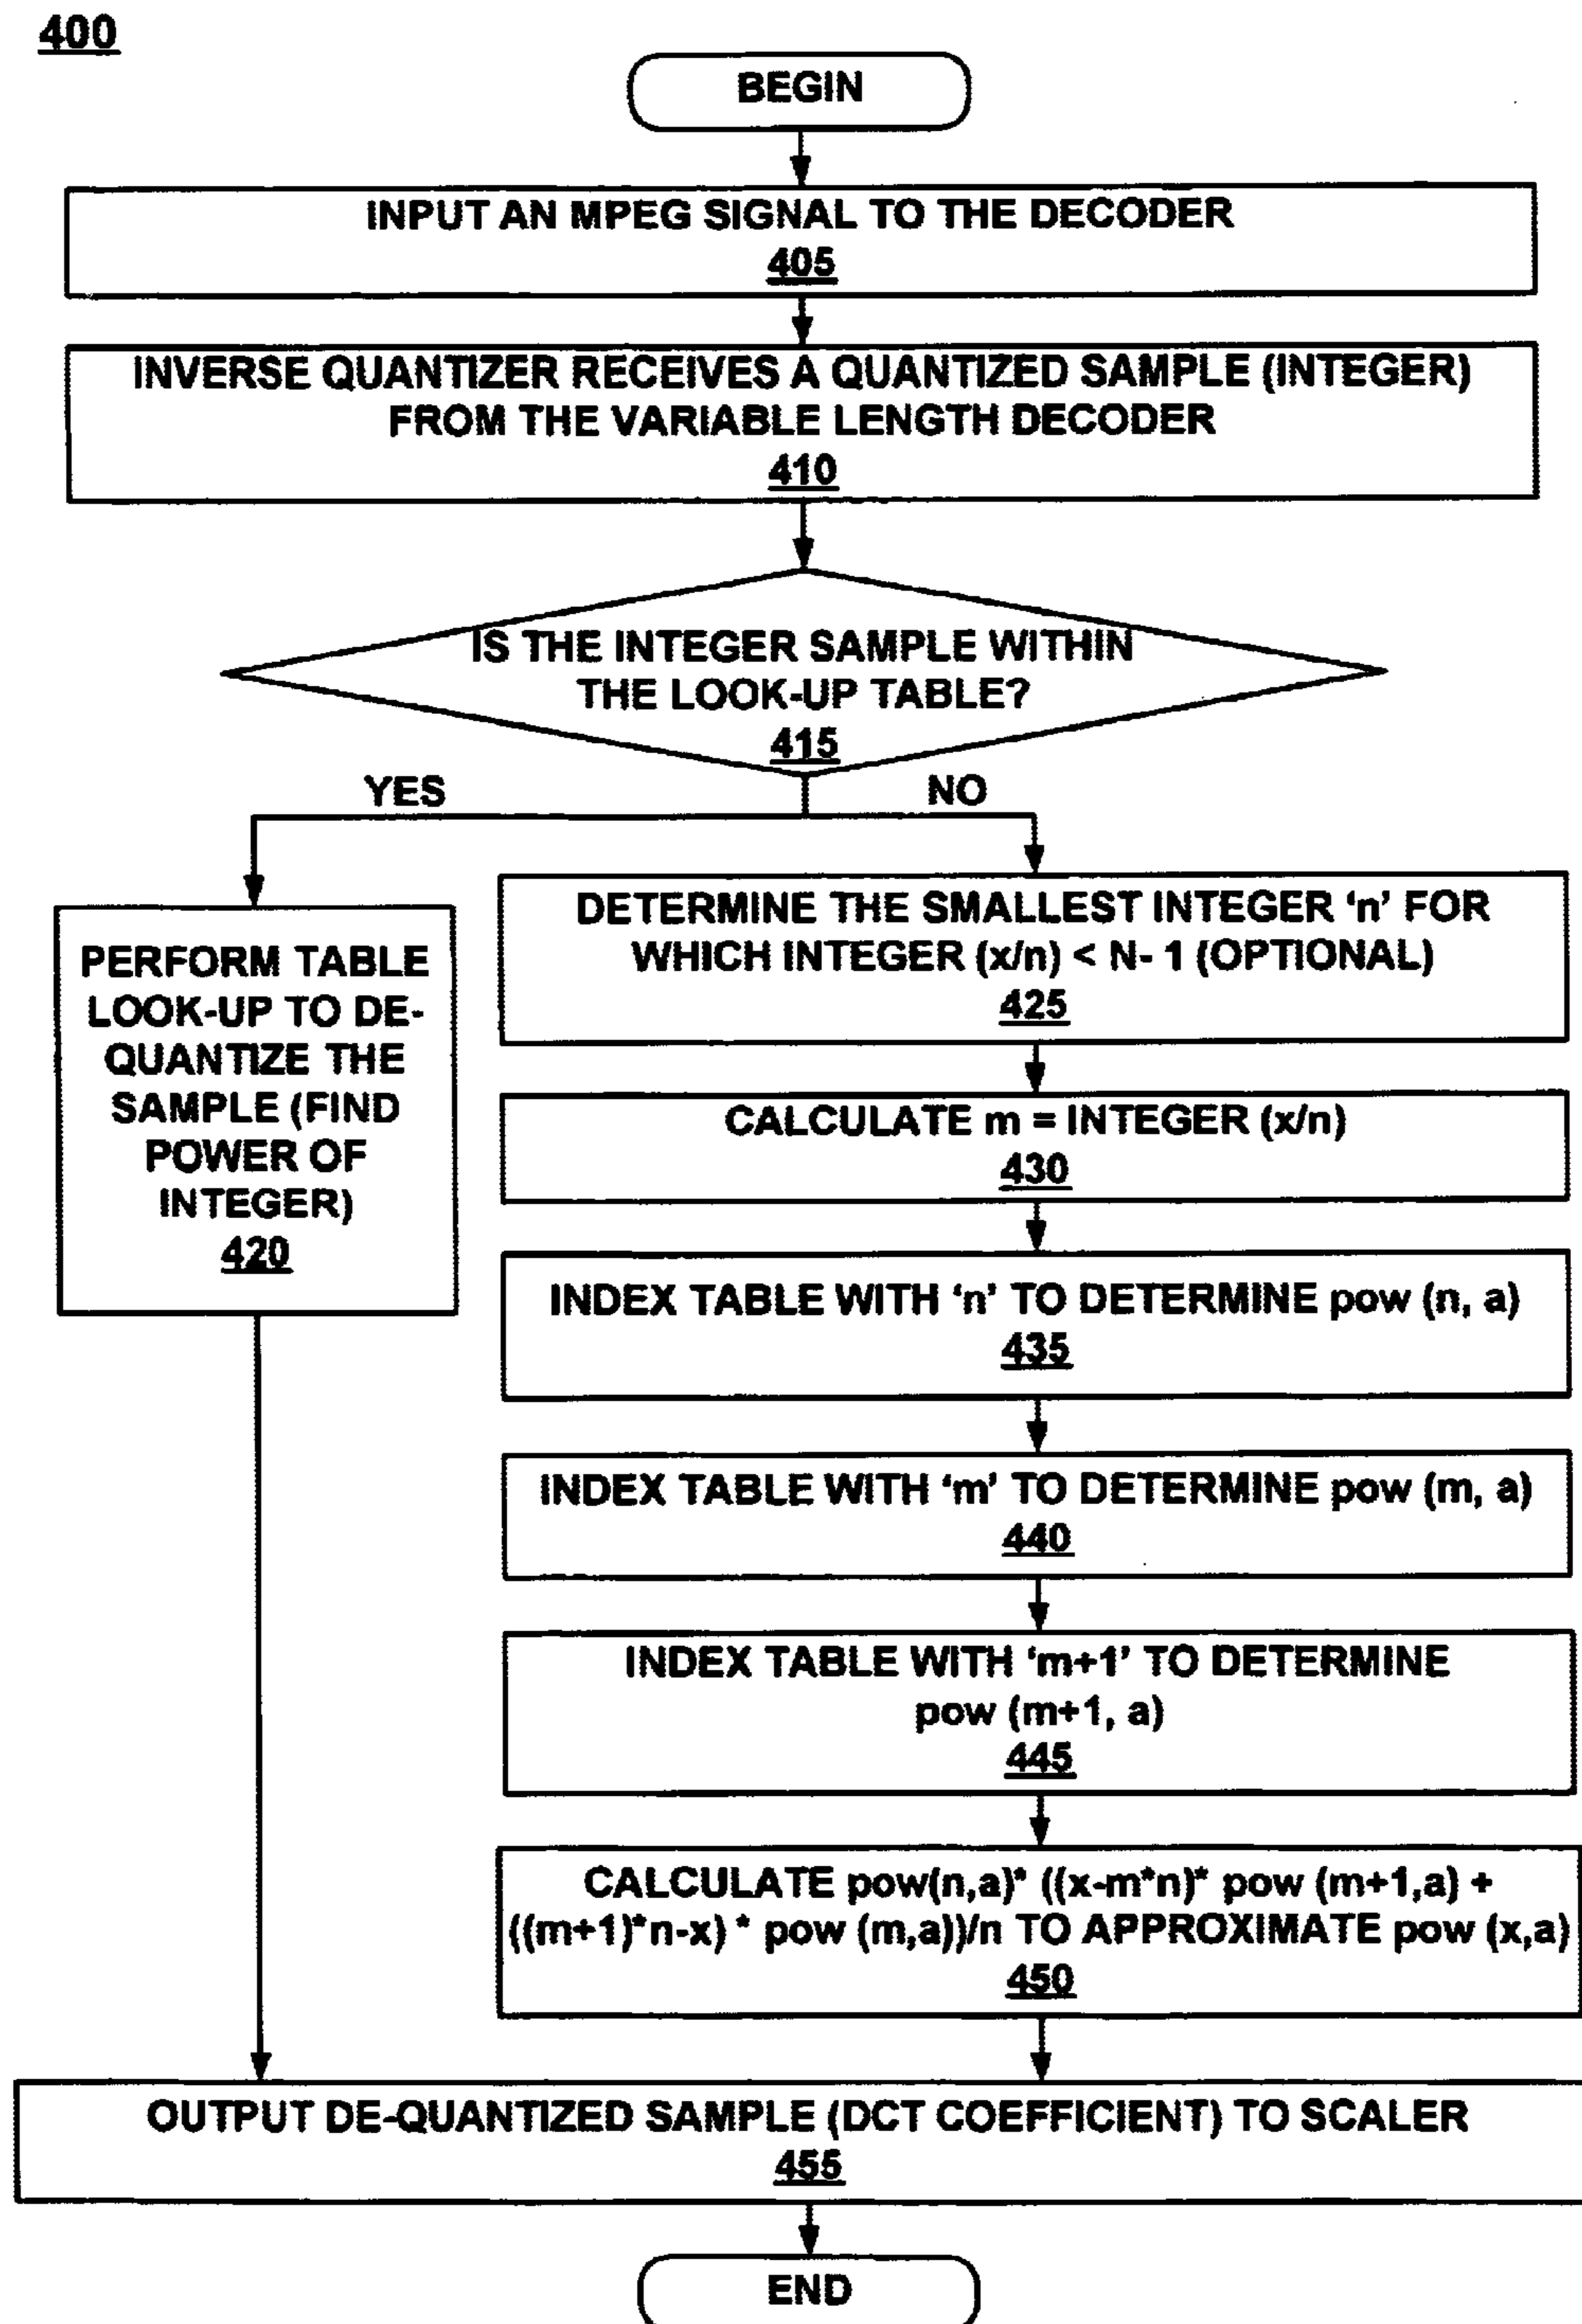 400
BEGIN
INPUT AN MPEG SIGNAL TO THE DECODER
405
INVERSE QUANTIZER RECEIVES A QUANTIZED SAMPLE (INTEGER)
FROM THE VARIABLE LENGTH DECODER
410
IS THE INTEGER SAMPLE WITHIN
THE LOOK-UP TABLE?
415
YES
NO
PERFORM TABLE
LOOK-UP TO DE-
QUANTIZE THE
SAMPLE (FIND
POWER OF
INTEGER)
420
DETERMINE THE SMALLEST INTEGER ‘n’ FOR
WHICH INTEGER (x/n) < N- 1 (OPTIONAL)
425
CALCULATE m = INTEGER (x/n)
430
INDEX TABLE WITH ‘n’ TO DETERMINE pow (n, a)
435
INDEX TABLE WITH ‘m’ TO DETERMINE pow (m, a)
440
INDEX TABLE WITH ‘m+1’ TO DETERMINE
pow (m+1, a)
445
CALCULATE pow(n,a)* ((x-m*n)* pow (m+1,a) +
((m+1)*n-x) * pow (m,a))/n TO APPROXIMATE pow (x,a)
450
OUTPUT DE-QUANTIZED SAMPLE (DCT COEFFICIENT) TO SCALER
455
END